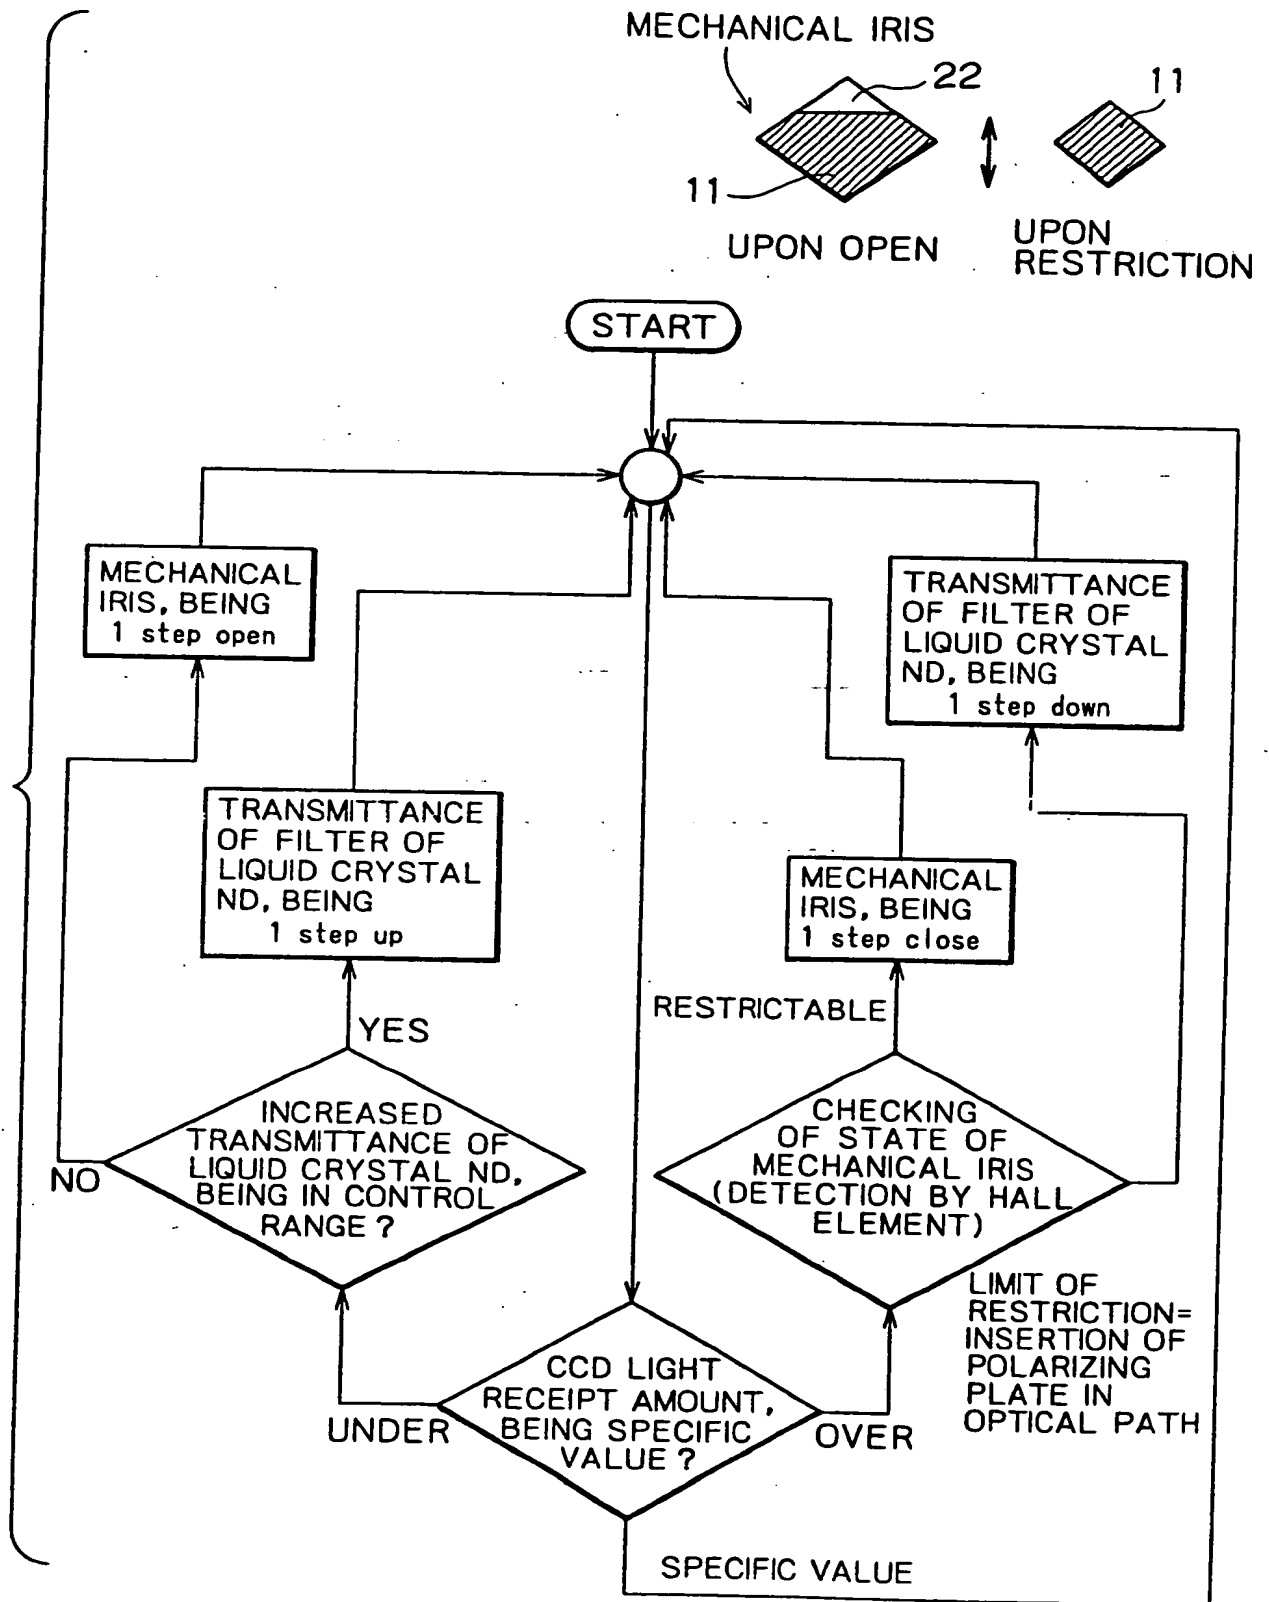 MECHANICAL IRIS
22
11
11
UPON OPEN
UPON
RESTRICTION
START
MECHANICAL
IRIS, BEING
1 step open
TRANSMITTANCE
OF FILTER OF
LIQUID CRYSTAL
ND, BEING
1 step down
TRANSMITTANCE
OF FILTER OF
LIQUID CRYSTAL
ND, BEING
1 step up
MECHANICAL
IRIS, BEING
1 step close
RESTRICTABLE
YES
INCREASED
TRANSMITTANCE OF
LIQUID CRYSTAL ND,
BEING IN CONTROL
RANGE ?
NO
CHECKING
OF STATE OF
MECHANICAL IRIS
(DETECTION BY HALL
ELEMENT)
LIMIT OF
RESTRICTION=
INSERTION OF
POLARIZING
PLATE IN
OPTICAL PATH
CCD LIGHT
RECEIPT AMOUNT,
BEING SPECIFIC
VALUE ?
UNDER
OVER
SPECIFIC VALUE